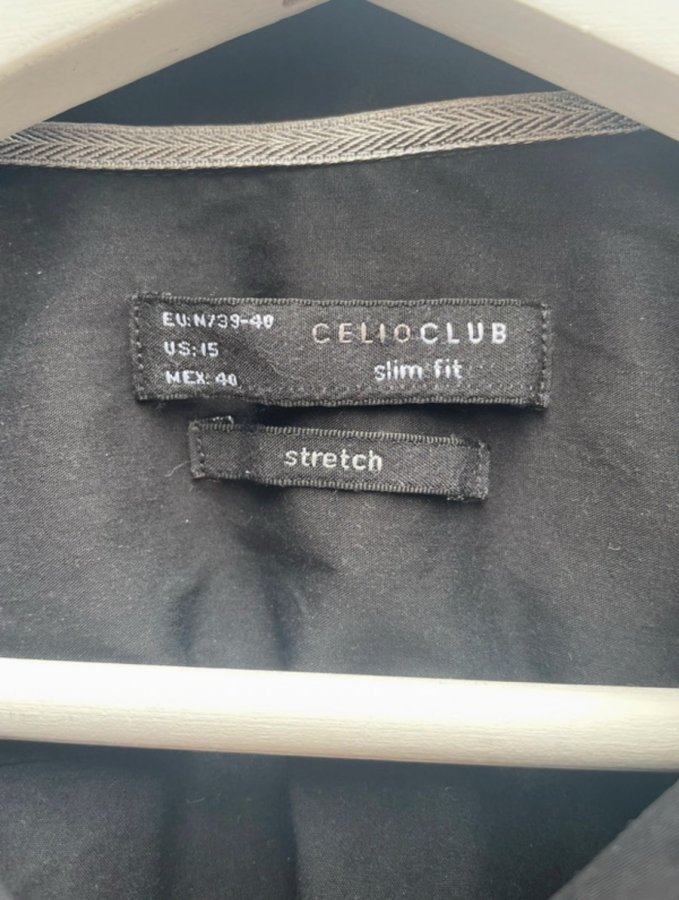 EU:M/39-40
US:15
MEX:40
CELIOCLUB
slim fit
stretch